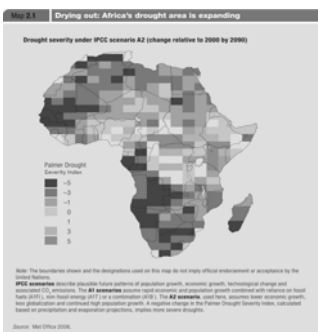 Map 2.1 Drying out: Africa's drought area is expanding
Drought severity under IPCC scenario A2 (change relative to 2000 by 2090)
Palmer Drought
Severity Index
−5
−3
−1
0
1
3
5
Note: The boundaries shown and the designations used on this map do not imply official endorsement or acceptance by the
United Nations.
IPCC scenarios describe plausible future patterns of population growth, economic growth, technological change and
associated CO₂ emissions. The A1 scenarios assume rapid economic and population growth combined with reliance on fossil
fuels (A1FI), non-fossil energy (A1T) or a combination (A1B). The A2 scenario, used here, assumes lower economic growth,
less globalization and continued high population growth. A negative change in the Palmer Drought Severity Index, calculated
based on precipitation and evaporation projections, implies more severe droughts.
Source: Met Office 2006.